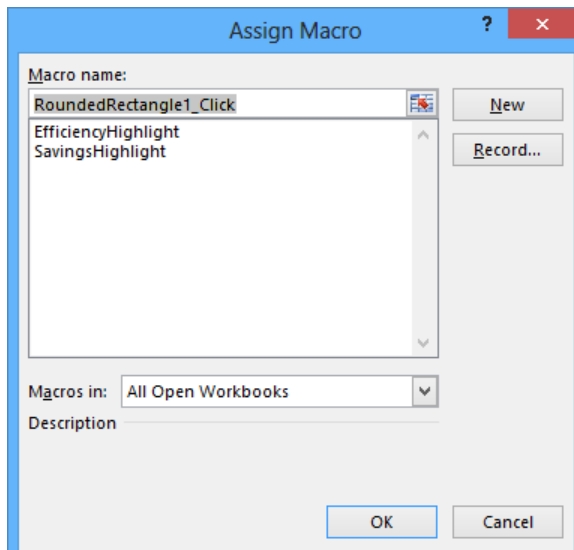 Assign Macro
?
Macro name:
RoundedRectangle1_Click
New
EfficiencyHighlight
SavingsHighlight
Record...
Macros in: All Open Workbooks
Description
OK Cancel